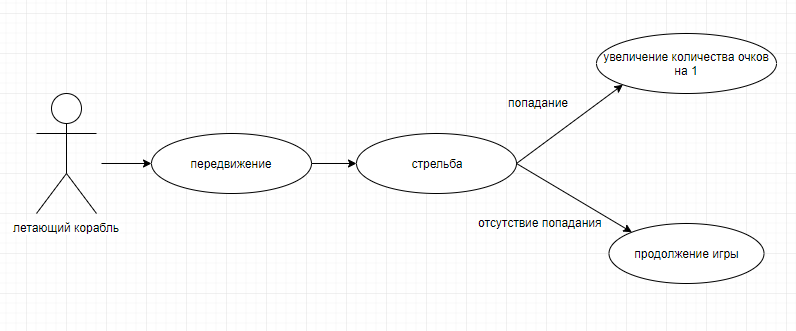 увеличение количества очков
на 1
попадание
передвижение
стрельба
летающий корабль
отсутствие попадания
продолжение игры